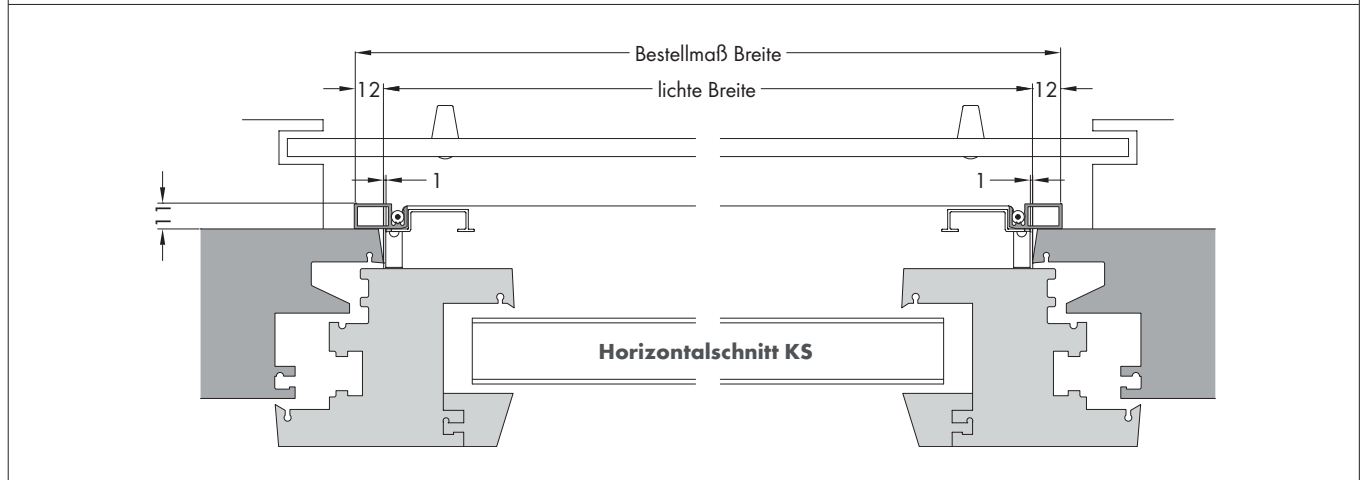 Bestellmaß Breite
12 lichte Breite 12
1 1
11
Horizontalschnitt KS